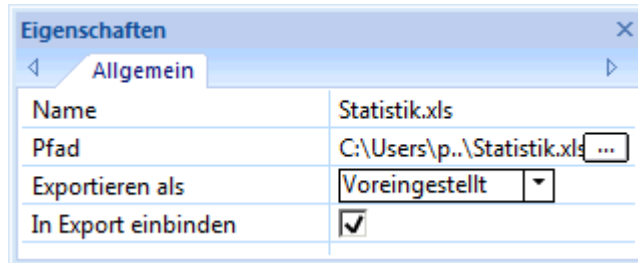 Eigenschaften
Allgemein
Name Statistik.xls
Pfad C:\Users\p..\Statistik.xls ...
Exportieren als Voreingestellt
In Export einbinden